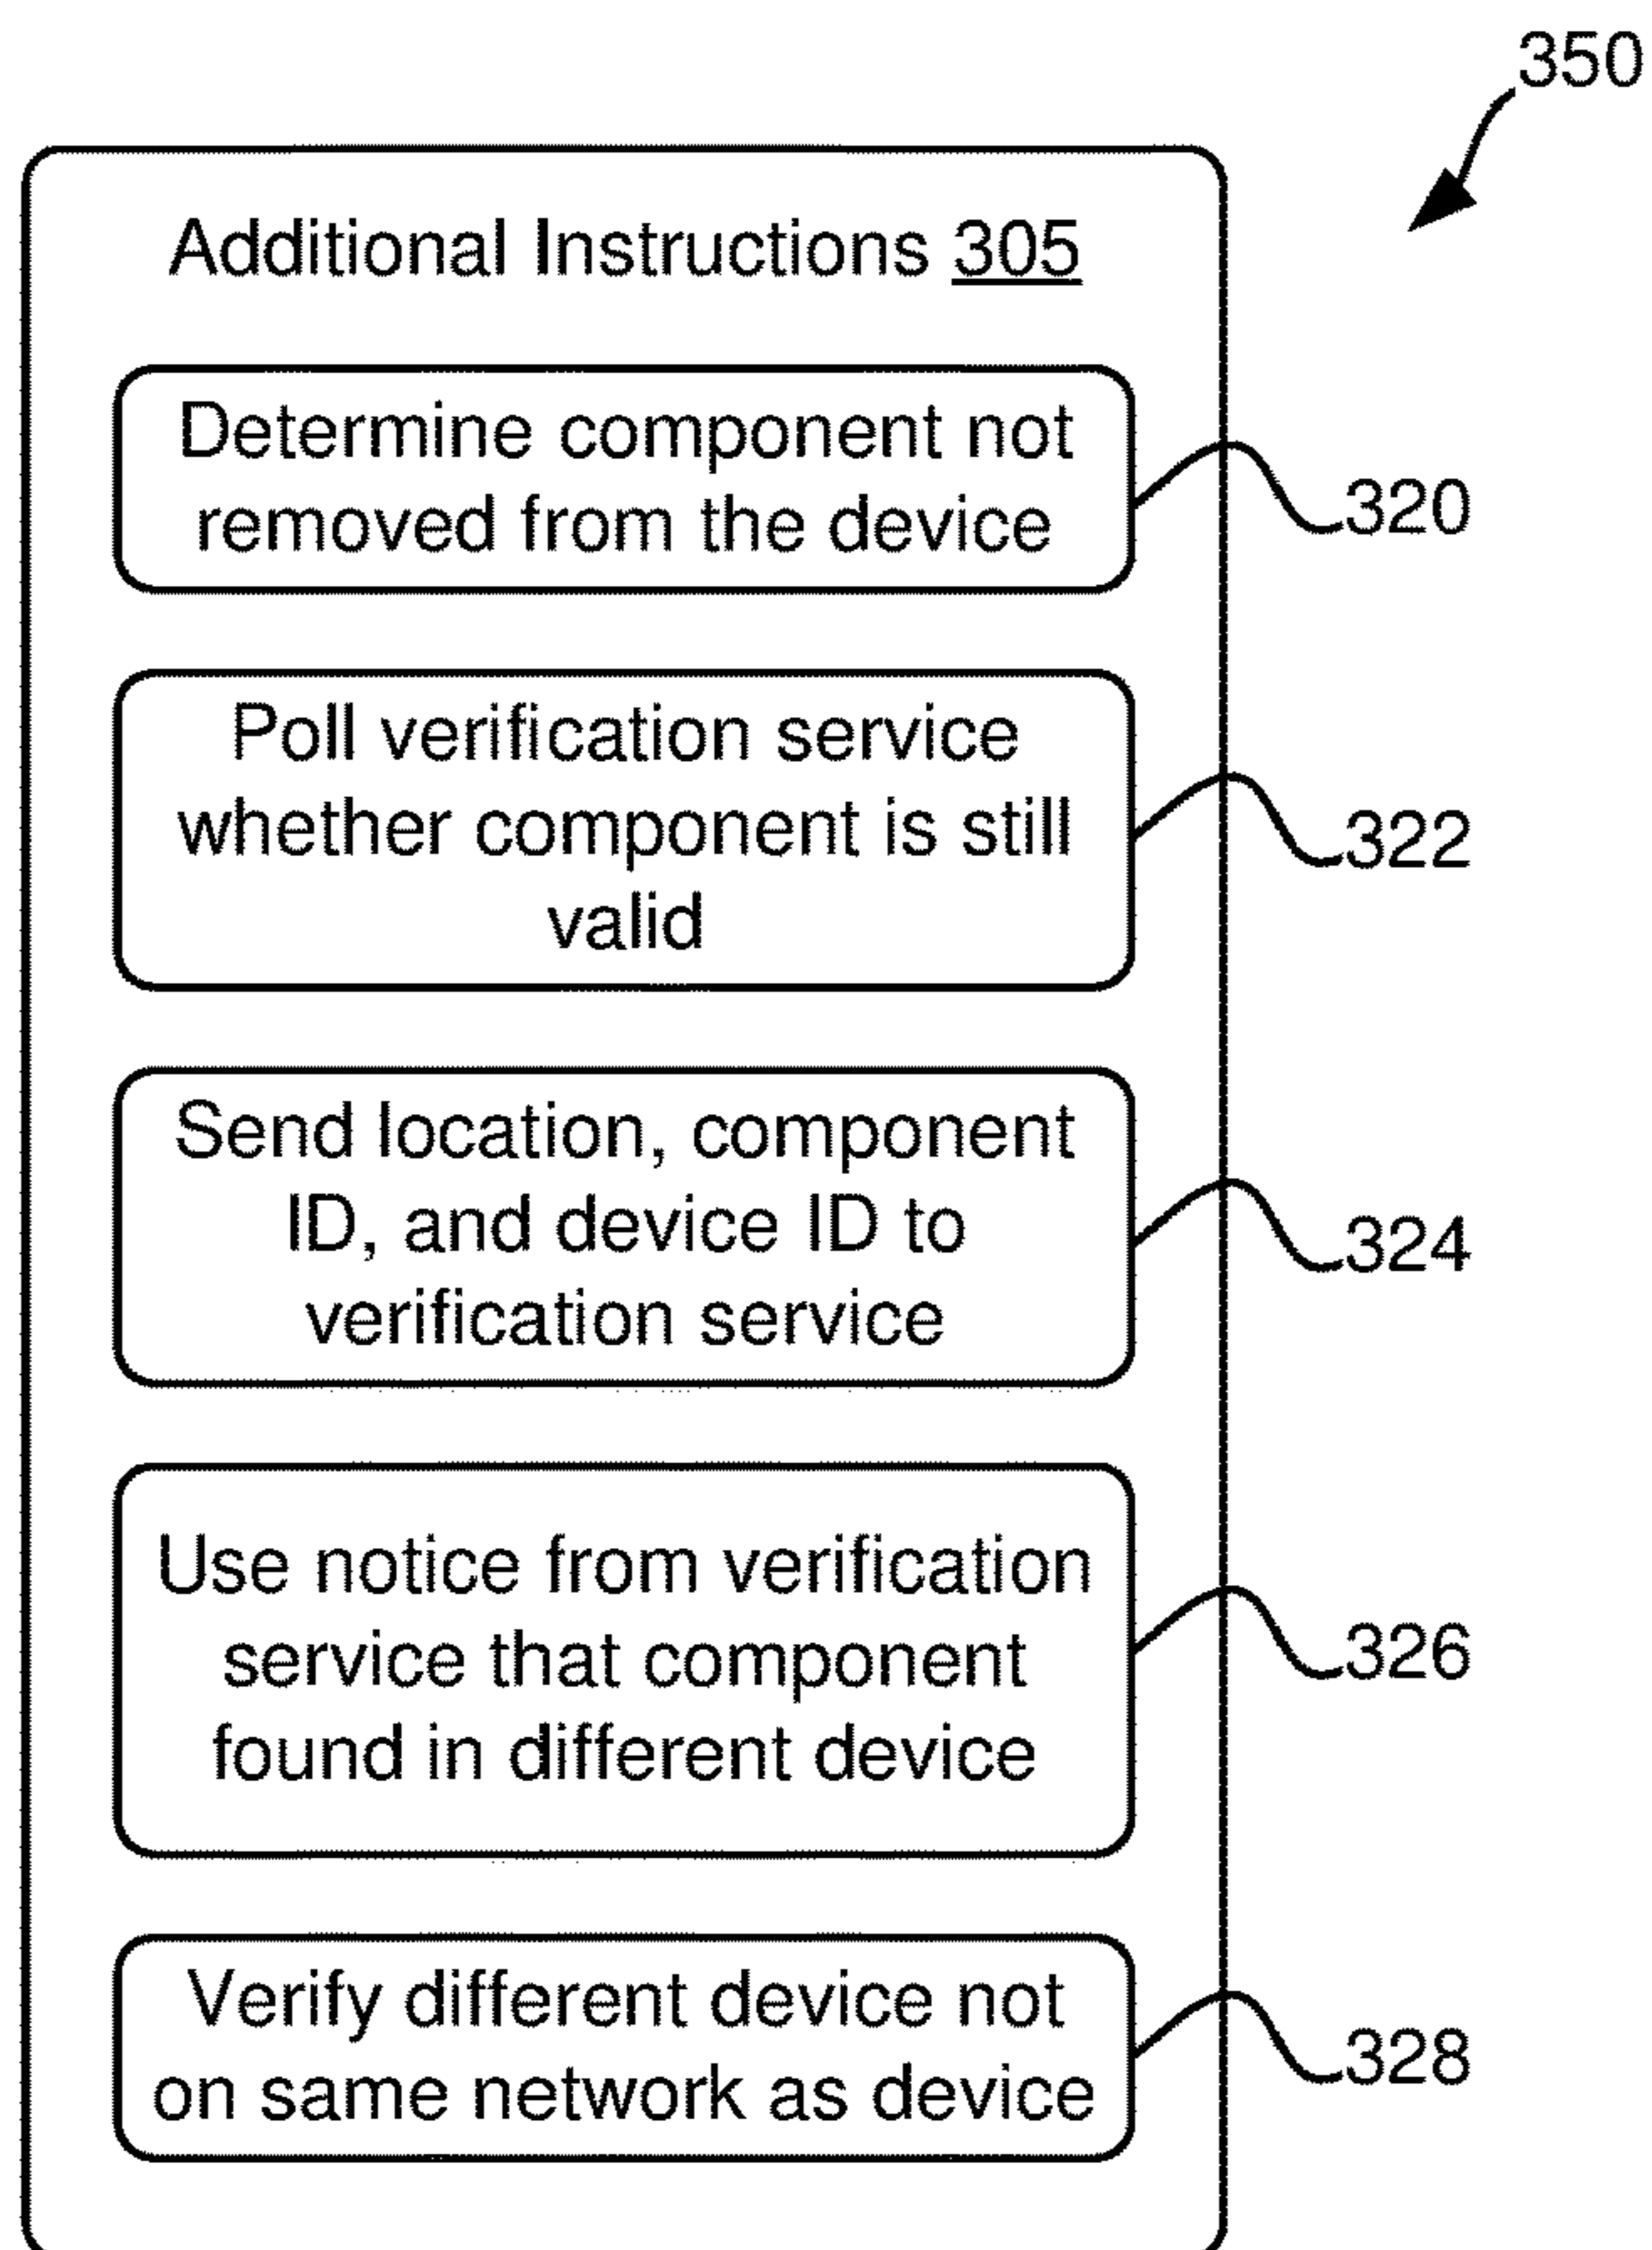 350
Additional Instructions 305
Determine component not
removed from the device
320
Poll verification service
whether component is still
valid
322
Send location, component
ID, and device ID to
verification service
324
Use notice from verification
service that component
found in different device
326
Verify different device not
on same network as device
328